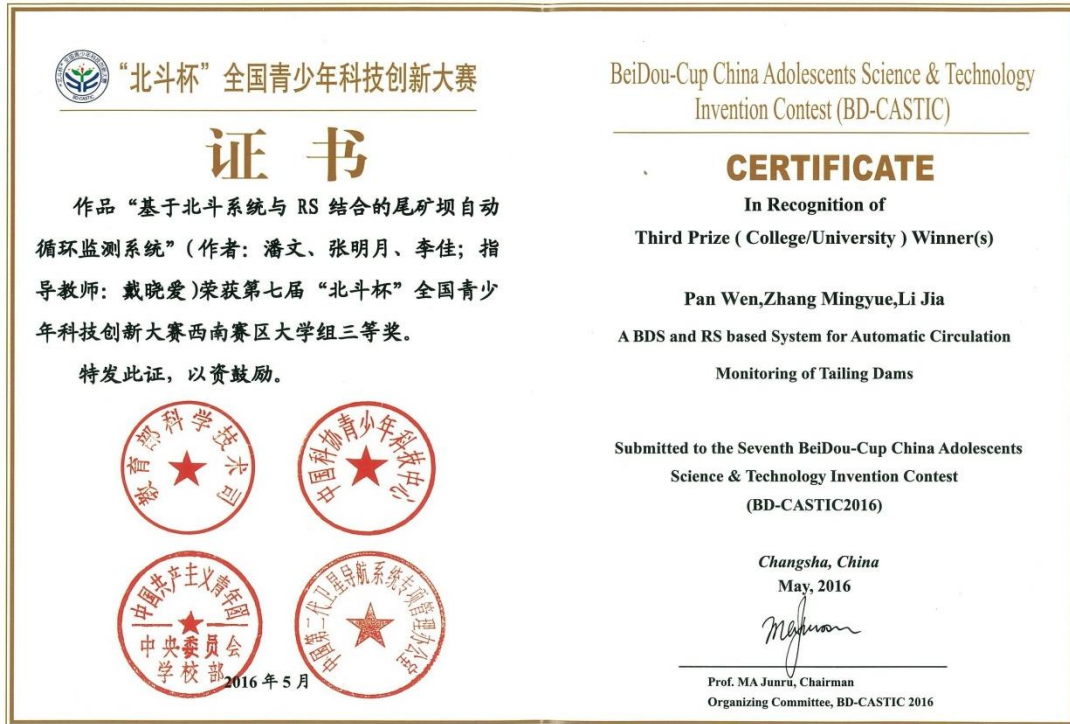 “北斗杯”全国青少年科技创新大赛
证 书
作品“基于北斗系统与 RS 结合的尾矿坝自动
循环监测系统”(作者：潘文、张明月、李佳；指
导教师：戴晓爱)荣获第七届“北斗杯”全国青少
年科技创新大赛西南赛区大学组三等奖。
特发此证，以资鼓励。
教育部科学技术司
中国科协青少年科技中心
中国共产主义青年团
中央委员会
学校部
中国第二代卫星导航系统专项管理办公室
2016 年 5 月
BeiDou-Cup China Adolescents Science & Technology
Invention Contest (BD-CASTIC)
CERTIFICATE
In Recognition of
Third Prize ( College/University ) Winner(s)
Pan Wen,Zhang Mingyue,Li Jia
A BDS and RS based System for Automatic Circulation
Monitoring of Tailing Dams
Submitted to the Seventh BeiDou-Cup China Adolescents
Science & Technology Invention Contest
(BD-CASTIC2016)
Changsha, China
May, 2016
Prof. MA Junru, Chairman
Organizing Committee, BD-CASTIC 2016